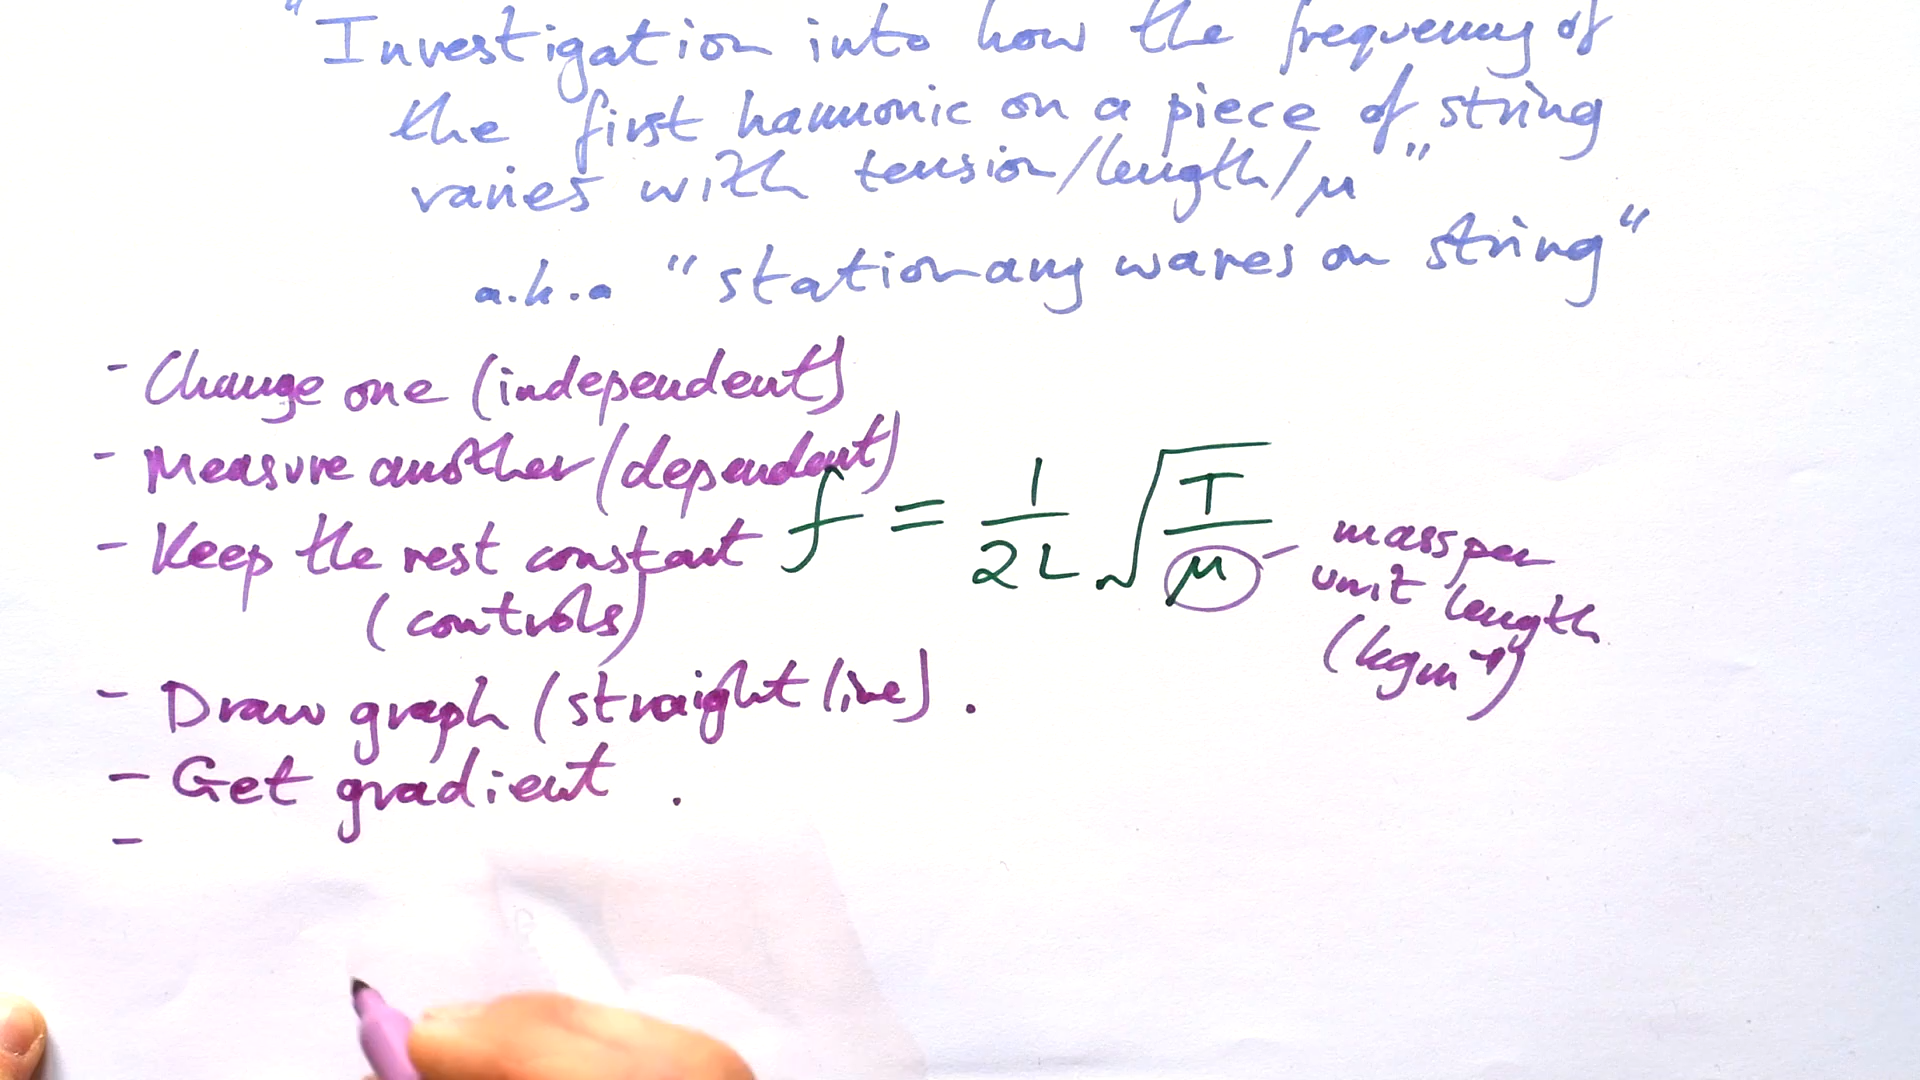 "Investigation into how the frequency of
the first harmonic on a piece of string
varies with tension/length/μ"
a.k.a "stationary waves on string"
- Change one (independent)
- Measure another (dependent)
- Keep the rest constant
(controls)
- Draw graph (straight line).
- Get gradient.
-
f = 1/2L √(T/μ)
mass per
unit length
(kgm⁻¹)